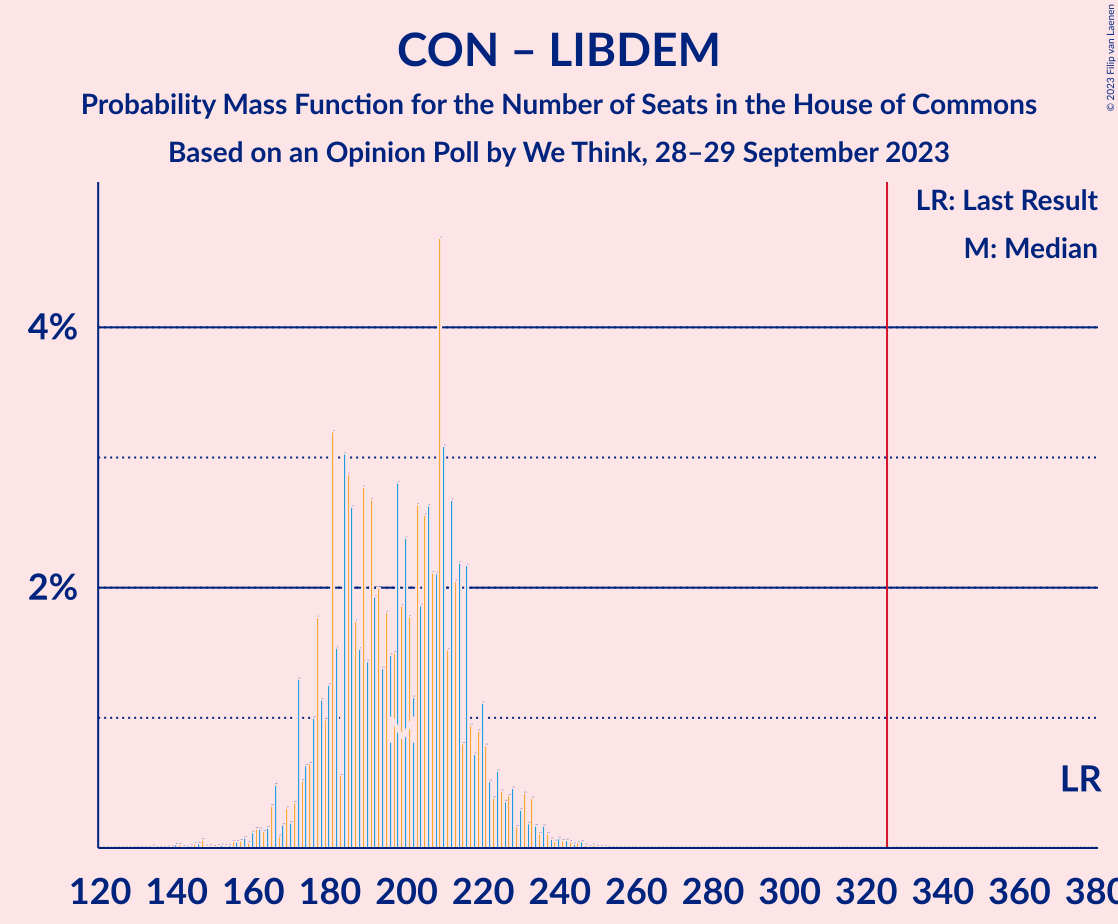 CON – LIBDEM
Probability Mass Function for the Number of Seats in the House of Commons
Based on an Opinion Poll by We Think, 28–29 September 2023
© 2023 Filip van Laenen
LR: Last Result
M: Median
4%
2%
M
LR
120 140 160 180 200 220 240 260 280 300 320 340 360 380